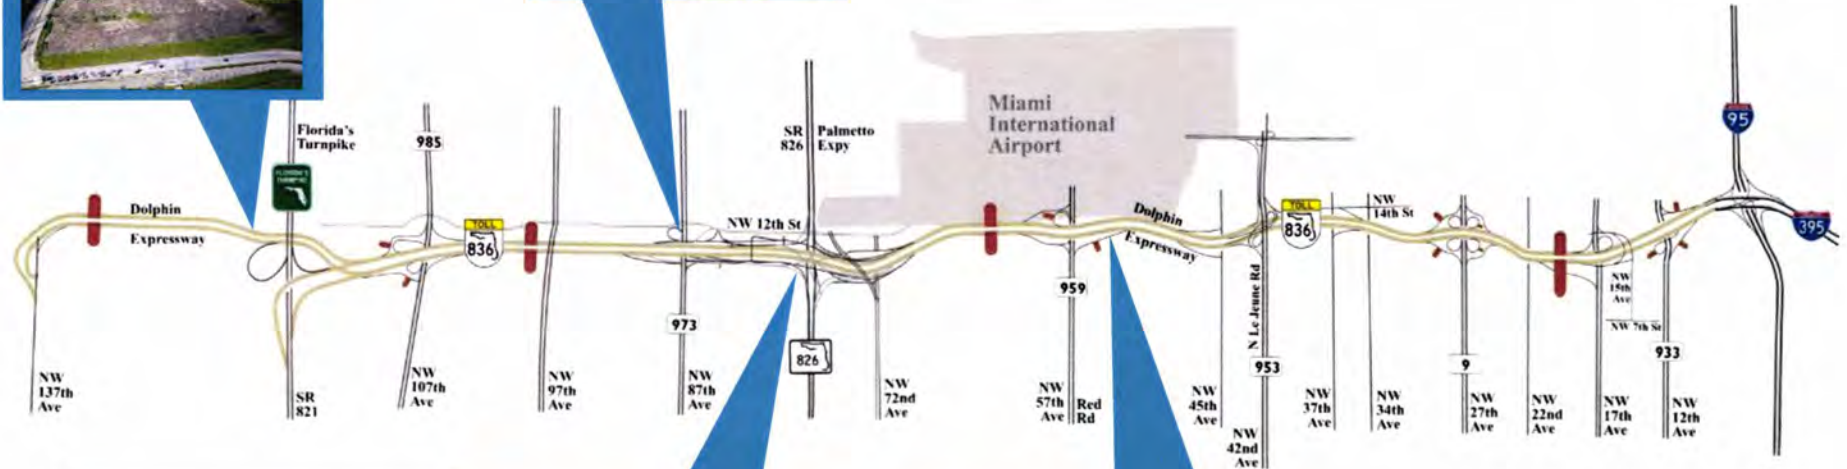 Florida's
Turnpike
FLORIDA'S
TURNPIKE
985
SR
826
Palmetto
Expy
Miami
International
Airport
95
Dolphin
Expressway
TOLL
836
NW 12th St
Dolphin
Expressway
TOLL
836
NW
14th St
395
973
959
826
N Le Jeune Rd
953
9
NW
15th
Ave
NW 7th St
933
NW
137th
Ave
SR
821
NW
107th
Ave
NW
97th
Ave
NW
87th
Ave
NW
72nd
Ave
NW
57th
Ave
Red
Rd
NW
45th
Ave
NW
42nd
Ave
NW
37th
Ave
NW
34th
Ave
NW
27th
Ave
NW
22nd
Ave
NW
17th
Ave
NW
12th
Ave